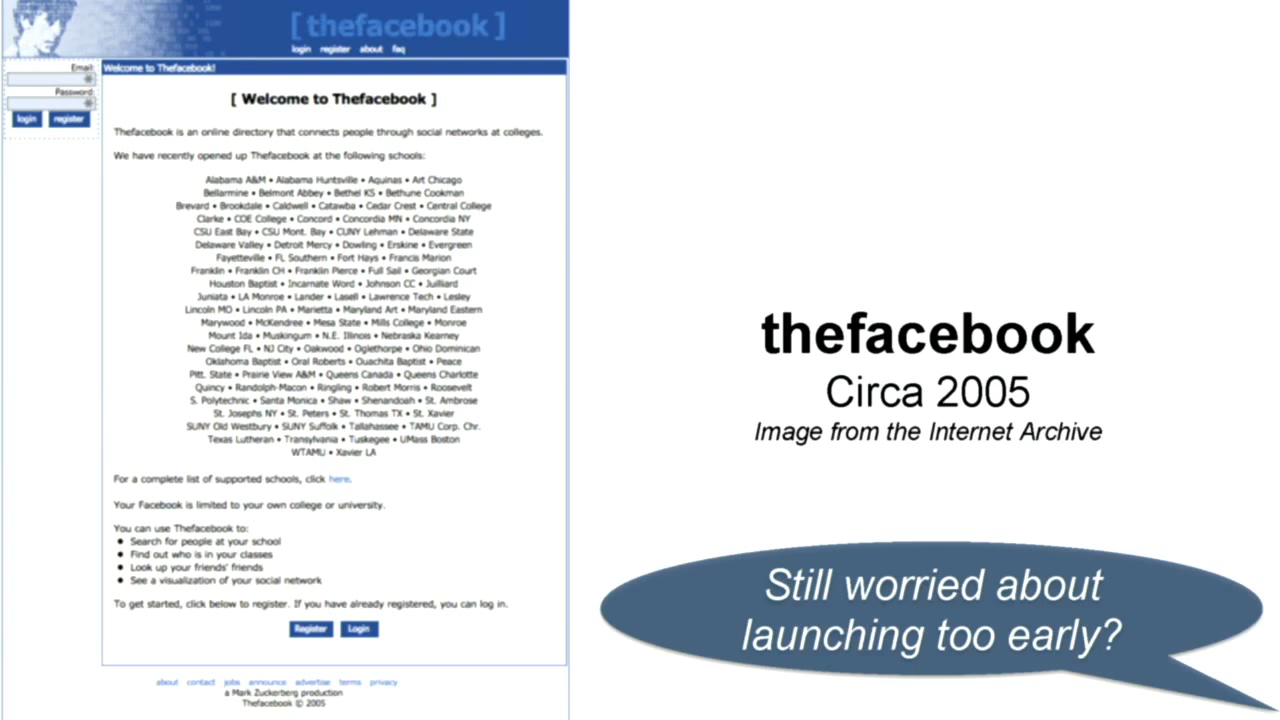 [ thefacebook ]
login register about faq
Email:
Password:
login register
Welcome to Thefacebook!
[ Welcome to Thefacebook ]
Thefacebook is an online directory that connects people through social networks at colleges.
We have recently opened up Thefacebook at the following schools:
Alabama A&M • Alabama Huntsville • Aquinas • Art Chicago
Bellarmine • Belmont Abbey • Bethel KS • Bethune Cookman
Brevard • Brookdale • Caldwell • Catawba • Cedar Crest • Central College
Clarke • COE College • Concord • Concordia MN • Concordia NY
CSU East Bay • CSU Mont. Bay • CUNY Lehman • Delaware State
Delaware Valley • Detroit Mercy • Dowling • Erskine • Evergreen
Fayetteville • FL Southern • Fort Hays • Francis Marion
Franklin • Franklin CH • Franklin Pierce • Full Sail • Georgian Court
Houston Baptist • Incarnate Word • Johnson CC • Juilliard
Juniata • LA Monroe • Lander • Lasell • Lawrence Tech • Lesley
Lincoln MO • Lincoln PA • Marietta • Maryland Art • Maryland Eastern
Marywood • McKendree • Mesa State • Mills College • Monroe
Mount Ida • Muskingum • N.E. Illinois • Nebraska Kearney
New College FL • NJ City • Oakwood • Oglethorpe • Ohio Dominican
Oklahoma Baptist • Oral Roberts • Ouachita Baptist • Peace
Pitt. State • Prairie View A&M • Queens Canada • Queens Charlotte
Quincy • Randolph-Macon • Ringling • Robert Morris • Roosevelt
S. Polytechnic • Santa Monica • Shaw • Shenandoah • St. Ambrose
St. Josephs NY • St. Peters • St. Thomas TX • St. Xavier
SUNY Old Westbury • SUNY Suffolk • Tallahassee • TAMU Corp. Chr.
Texas Lutheran • Transylvania • Tuskegee • UMass Boston
WTAMU • Xavier LA
For a complete list of supported schools, click here.
Your Facebook is limited to your own college or university.
You can use Thefacebook to:
• Search for people at your school
• Find out who is in your classes
• Look up your friends' friends
• See a visualization of your social network
To get started, click below to register. If you have already registered, you can log in.
Register Login
about contact jobs announce advertise terms privacy
a Mark Zuckerberg production
Thefacebook © 2005
thefacebook
Circa 2005
Image from the Internet Archive
Still worried about
launching too early?